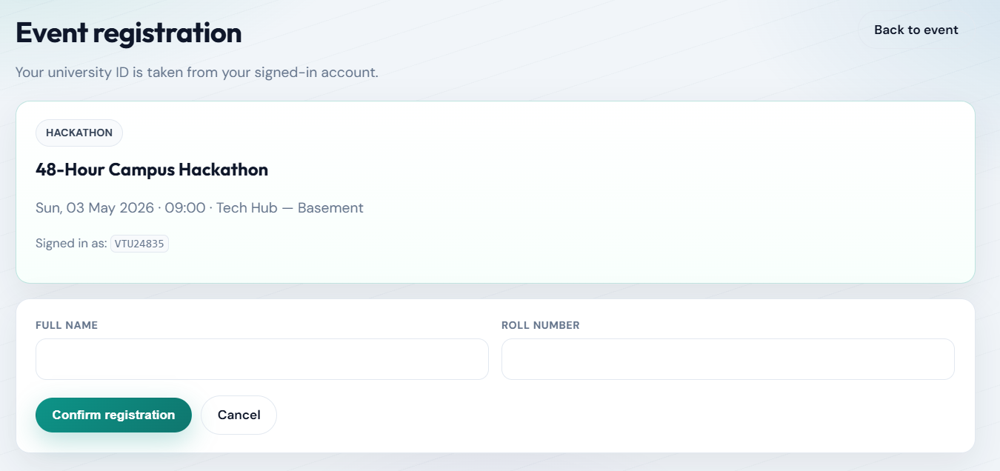 Event registration
Back to event
Your university ID is taken from your signed-in account.
HACKATHON
48-Hour Campus Hackathon
Sun, 03 May 2026 · 09:00 · Tech Hub — Basement
Signed in as: VTU24835
FULL NAME
ROLL NUMBER
Confirm registration
Cancel